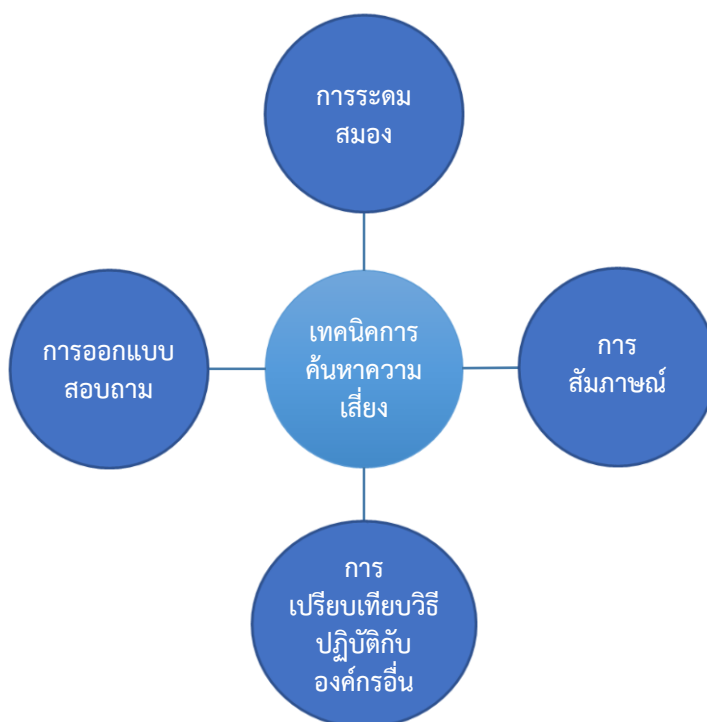 การระดม
สมอง
การออกแบบ
สอบถาม
เทคนิคการ
ค้นหาความ
เสี่ยง
การ
สัมภาษณ์
การ
เปรียบเทียบวิธี
ปฏิบัติกับ
องค์กรอื่น